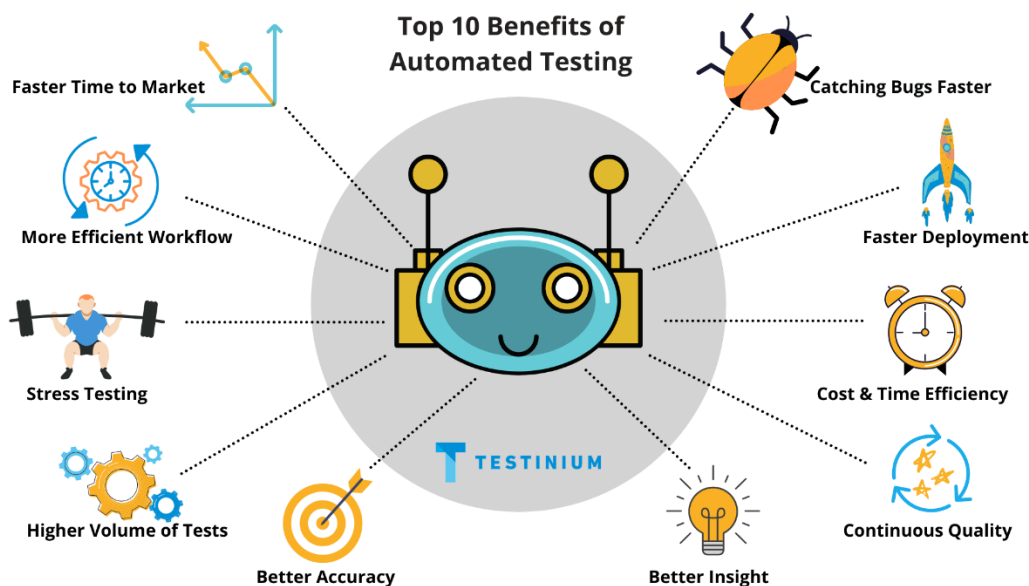 Top 10 Benefits of
Automated Testing
Faster Time to Market
Catching Bugs Faster
More Efficient Workflow
Faster Deployment
Stress Testing
Cost & Time Efficiency
TESTINIUM
Higher Volume of Tests
Continuous Quality
Better Accuracy
Better Insight